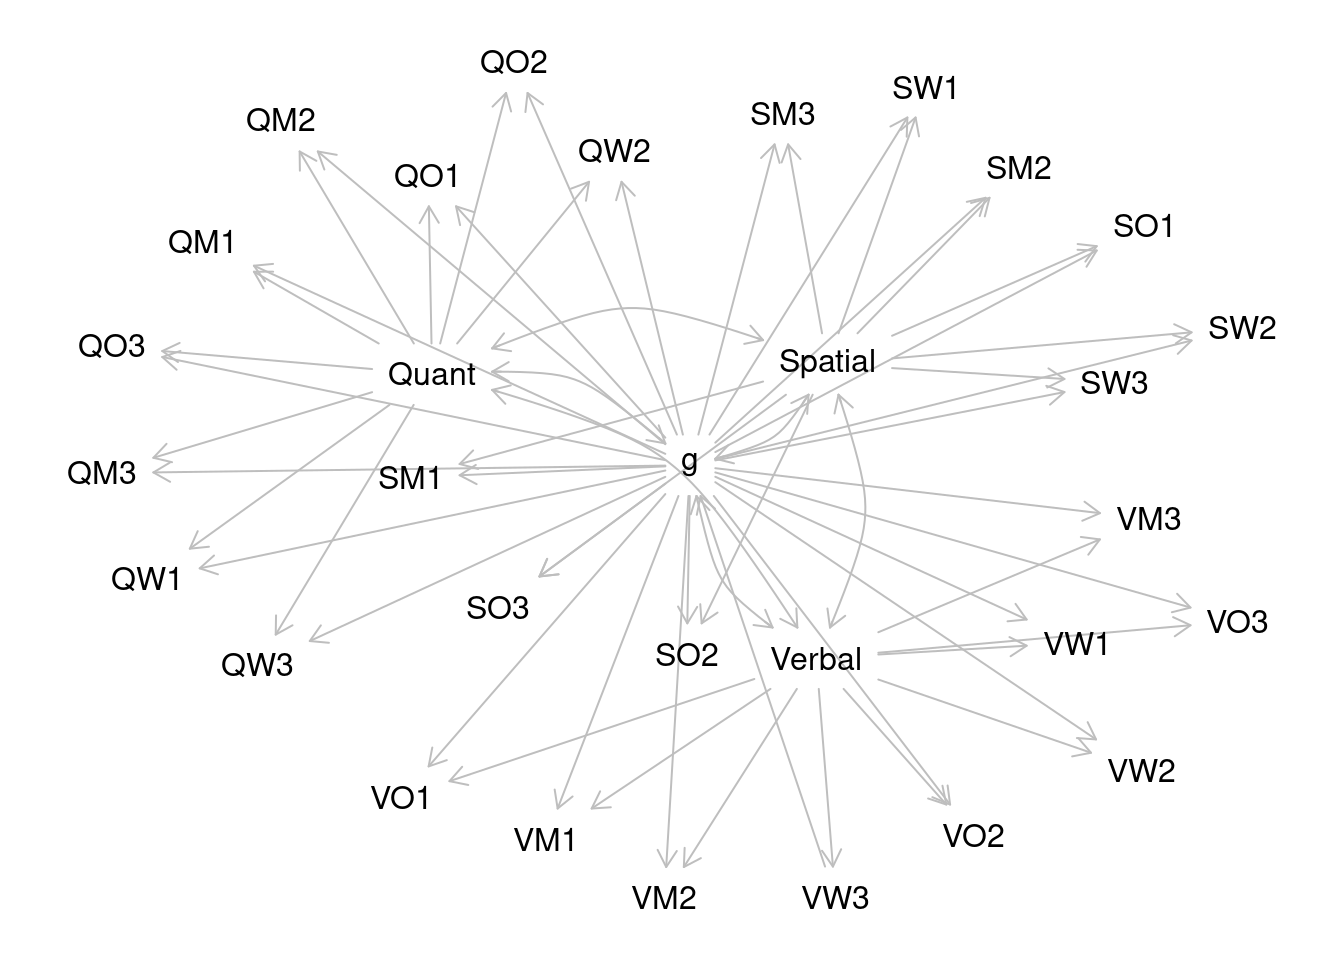 QO2
SW1
QM2
SM3
QW2
SM2
QO1
SO1
QM1
SW2
QO3
Spatial
Quant
SW3
g
QM3
SM1
VM3
QW1
SO3
VO3
VW1
SO2
Verbal
QW3
VW2
VO1
VO2
VM1
VM2
VW3